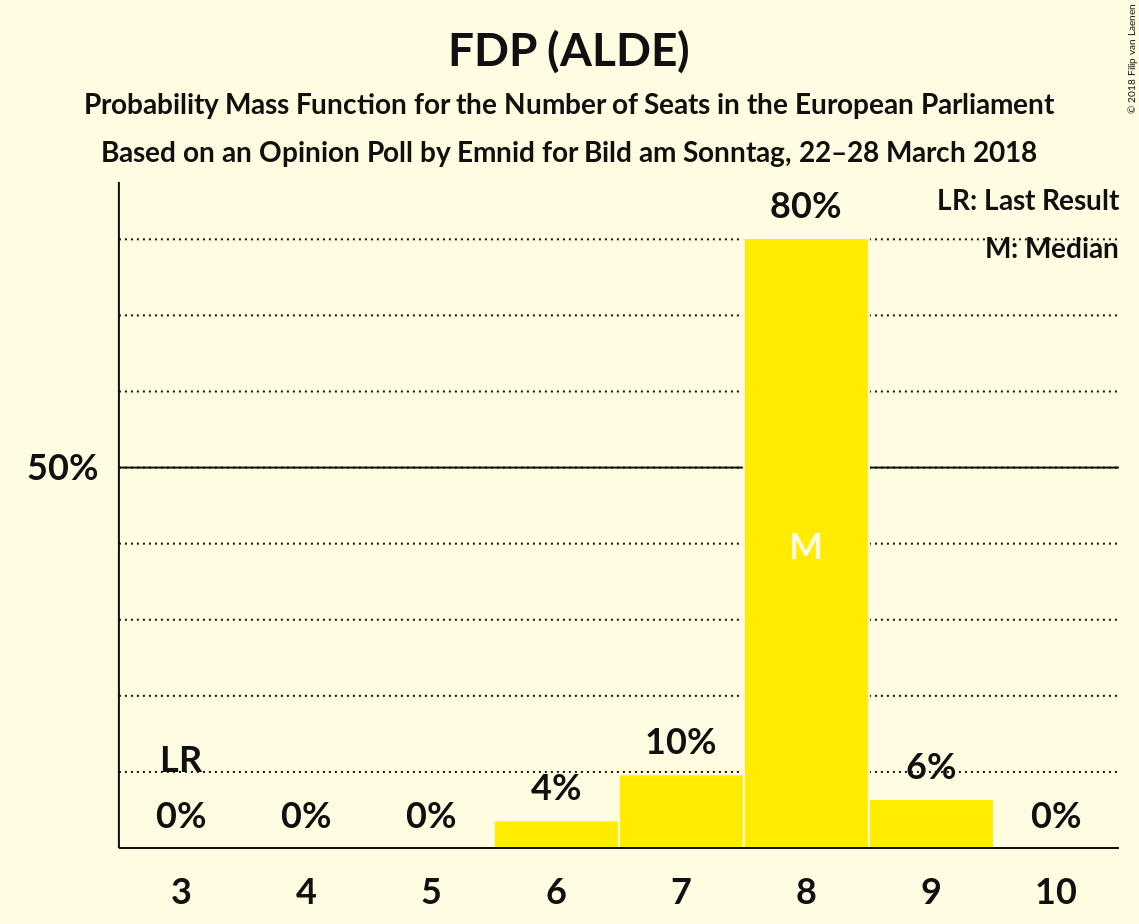 FDP (ALDE)
Probability Mass Function for the Number of Seats in the European Parliament
Based on an Opinion Poll by Emnid for Bild am Sonntag, 22–28 March 2018
© 2018 Filip van Laenen
LR: Last Result
M: Median
80%
50%
M
LR
0%
0%
0%
4%
10%
6%
0%
3 4 5 6 7 8 9 10